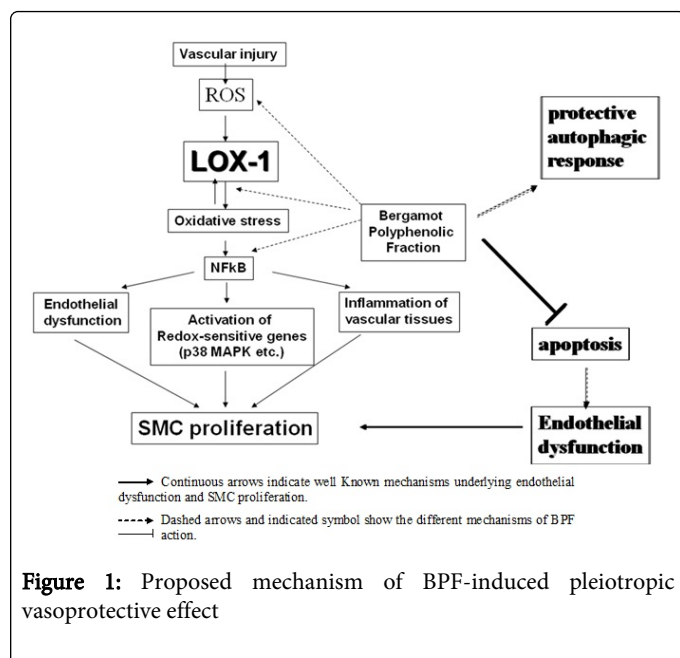 Vascular injury
ROS
LOX-1
Oxidative stress
NFkB
Endothelial
dysfunction
Activation of
Redox-sensitive genes
(p38 MAPK etc.)
Inflammation of
vascular tissues
SMC proliferation
Bergamot
Polyphenolic
Fraction
protective
autophagic
response
apoptosis
Endothelial
dysfunction
Continuous arrows indicate well Known mechanisms underlying endothelial
dysfunction and SMC proliferation.
Dashed arrows and indicated symbol show the different mechanisms of BPF
action.
Figure 1: Proposed mechanism of BPF-induced pleiotropic
vasoprotective effect